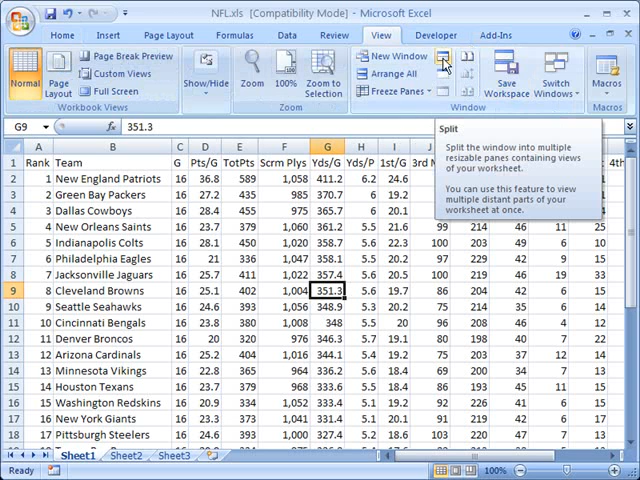 NFL.xls [Compatibility Mode] - Microsoft Excel
Home Insert Page Layout Formulas Data Review View Developer Add-Ins
Normal
Page Layout
Page Break Preview
Custom Views
Full Screen
Workbook Views
Show/Hide
Zoom
100%
Zoom to Selection
Zoom
New Window
Arrange All
Freeze Panes
Save Workspace
Switch Windows
Window
Macros
Macros
G9 351.3
Split
Split the window into multiple
resizable panes containing views
of your worksheet.
You can use this feature to view
multiple distant parts of your
worksheet at once.
A B C D E F G H I J
1 Rank Team G Pts/G TotPts Scrm Plys Yds/G Yds/P 1st/G 3rd M 4th
2 1 New England Patriots 16 36.8 589 1,058 411.2 6.2 24.6
3 2 Green Bay Packers 16 27.2 435 985 370.7 6 19.2
4 3 Dallas Cowboys 16 28.4 455 975 365.7 6 21
5 4 New Orleans Saints 16 23.7 379 1,060 361.2 5.5 21.6 99 214 46 11 25
6 5 Indianapolis Colts 16 28.1 450 1,020 358.7 5.6 22.3 100 203 49 6 10
7 6 Philadelphia Eagles 16 21 336 1,047 358.1 5.5 20.2 97 229 42 9 15
8 7 Jacksonville Jaguars 16 25.7 411 1,022 357.4 5.6 20.5 100 219 46 19 33
9 8 Cleveland Browns 16 25.1 402 1,004 351.3 5.6 19.7 86 204 42 6 15
10 9 Seattle Seahawks 16 24.6 393 1,056 348.9 5.3 20.2 75 214 35 6 14
11 10 Cincinnati Bengals 16 23.8 380 1,008 348 5.5 20 96 208 46 4 12
12 11 Denver Broncos 16 20 320 976 346.3 5.7 19.1 80 198 40 7 22
13 12 Arizona Cardinals 16 25.2 404 1,016 344.1 5.4 19.4 93 203 37 12 14
14 13 Minnesota Vikings 16 22.8 365 964 336.2 5.6 18.4 69 200 34 7 13
15 14 Houston Texans 16 23.7 379 968 333.6 5.5 18.4 86 193 45 11 15
16 15 Washington Redskins 16 20.9 334 1,033 333.4 5.2 18.9 91 226 40 6 13
17 16 New York Giants 16 23.3 373 1,041 331.4 5.1 20.1 91 219 42 6 17
18 17 Pittsburgh Steelers 16 24.6 393 1,000 327.4 5.2 18.4 103 220 47 7 13
Sheet1 Sheet2 Sheet3
Ready 100%